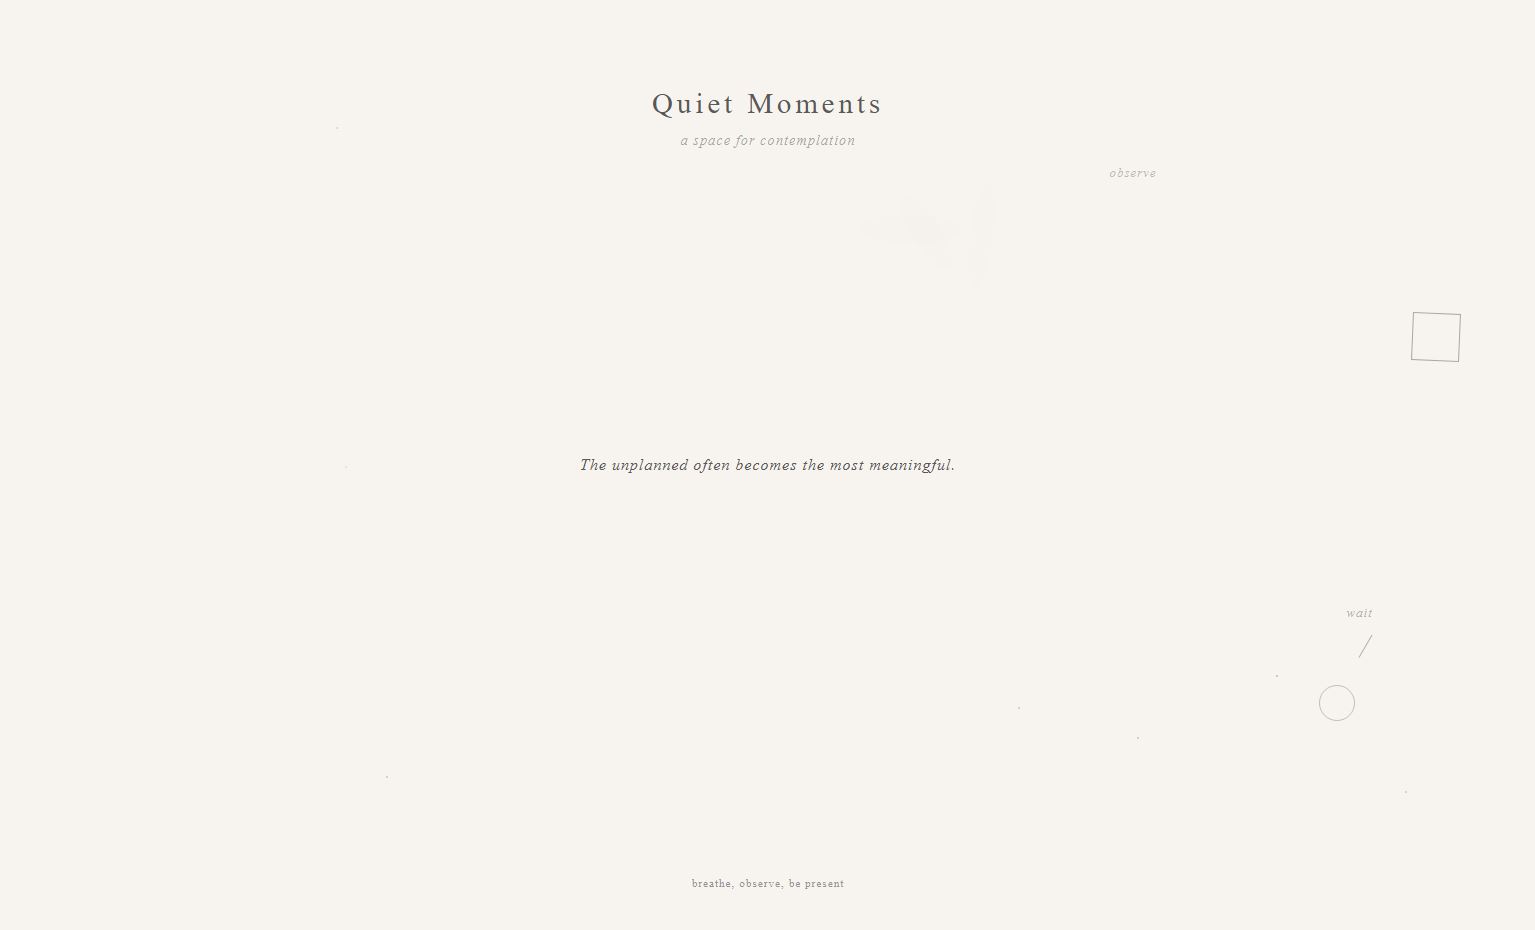 Quiet Moments
a space for contemplation
observe
The unplanned often becomes the most meaningful.
wait
breathe, observe, be present